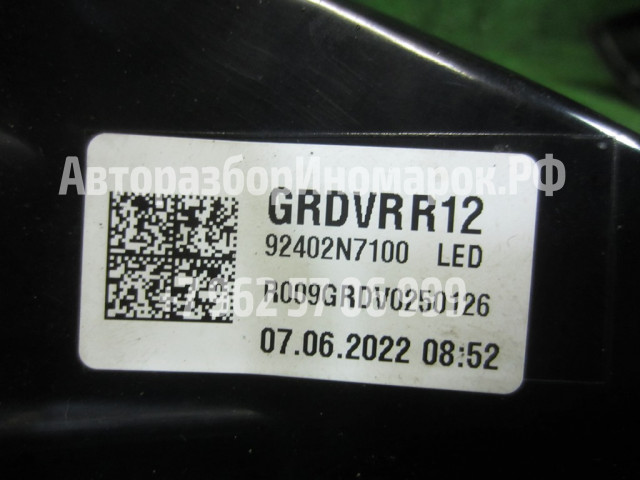 АвторазборИномарок.РФ
GRDVRR12
92402N7100 LED
R009GRDV0250126
07.06.2022 08:52